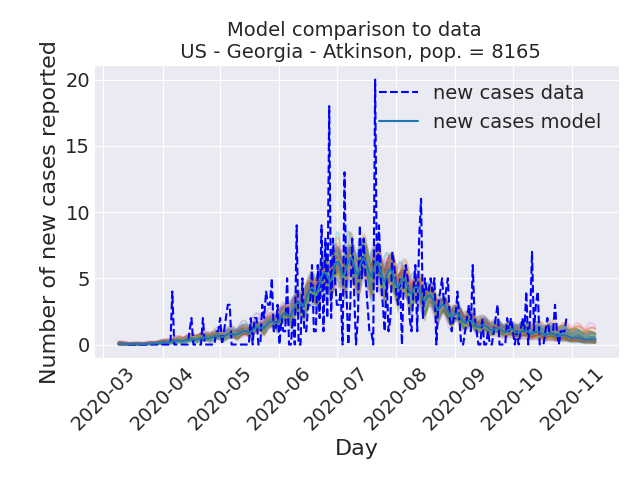 Model comparison to data
US - Georgia - Atkinson, pop. = 8165
Number of new cases reported
20
15
10
5
0
new cases data
new cases model
2020-03
2020-04
2020-05
2020-06
2020-07
2020-08
2020-09
2020-10
2020-11
Day